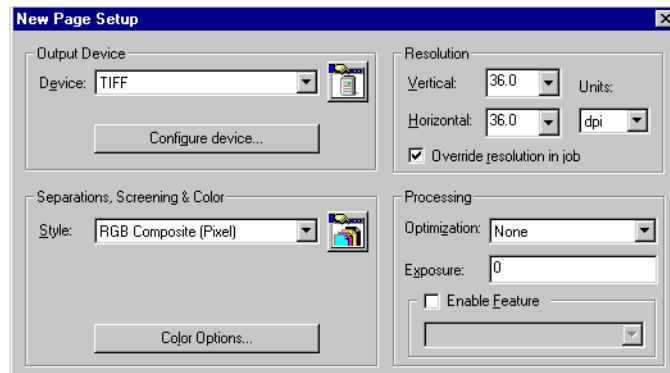 New Page Setup
Output Device
Device: TIFF
Configure device...
Resolution
Vertical: 36.0 Units:
Horizontal: 36.0 dpi
Override resolution in job
Separations, Screening & Color
Style: RGB Composite (Pixel)
Color Options...
Processing
Optimization: None
Exposure: 0
Enable Feature